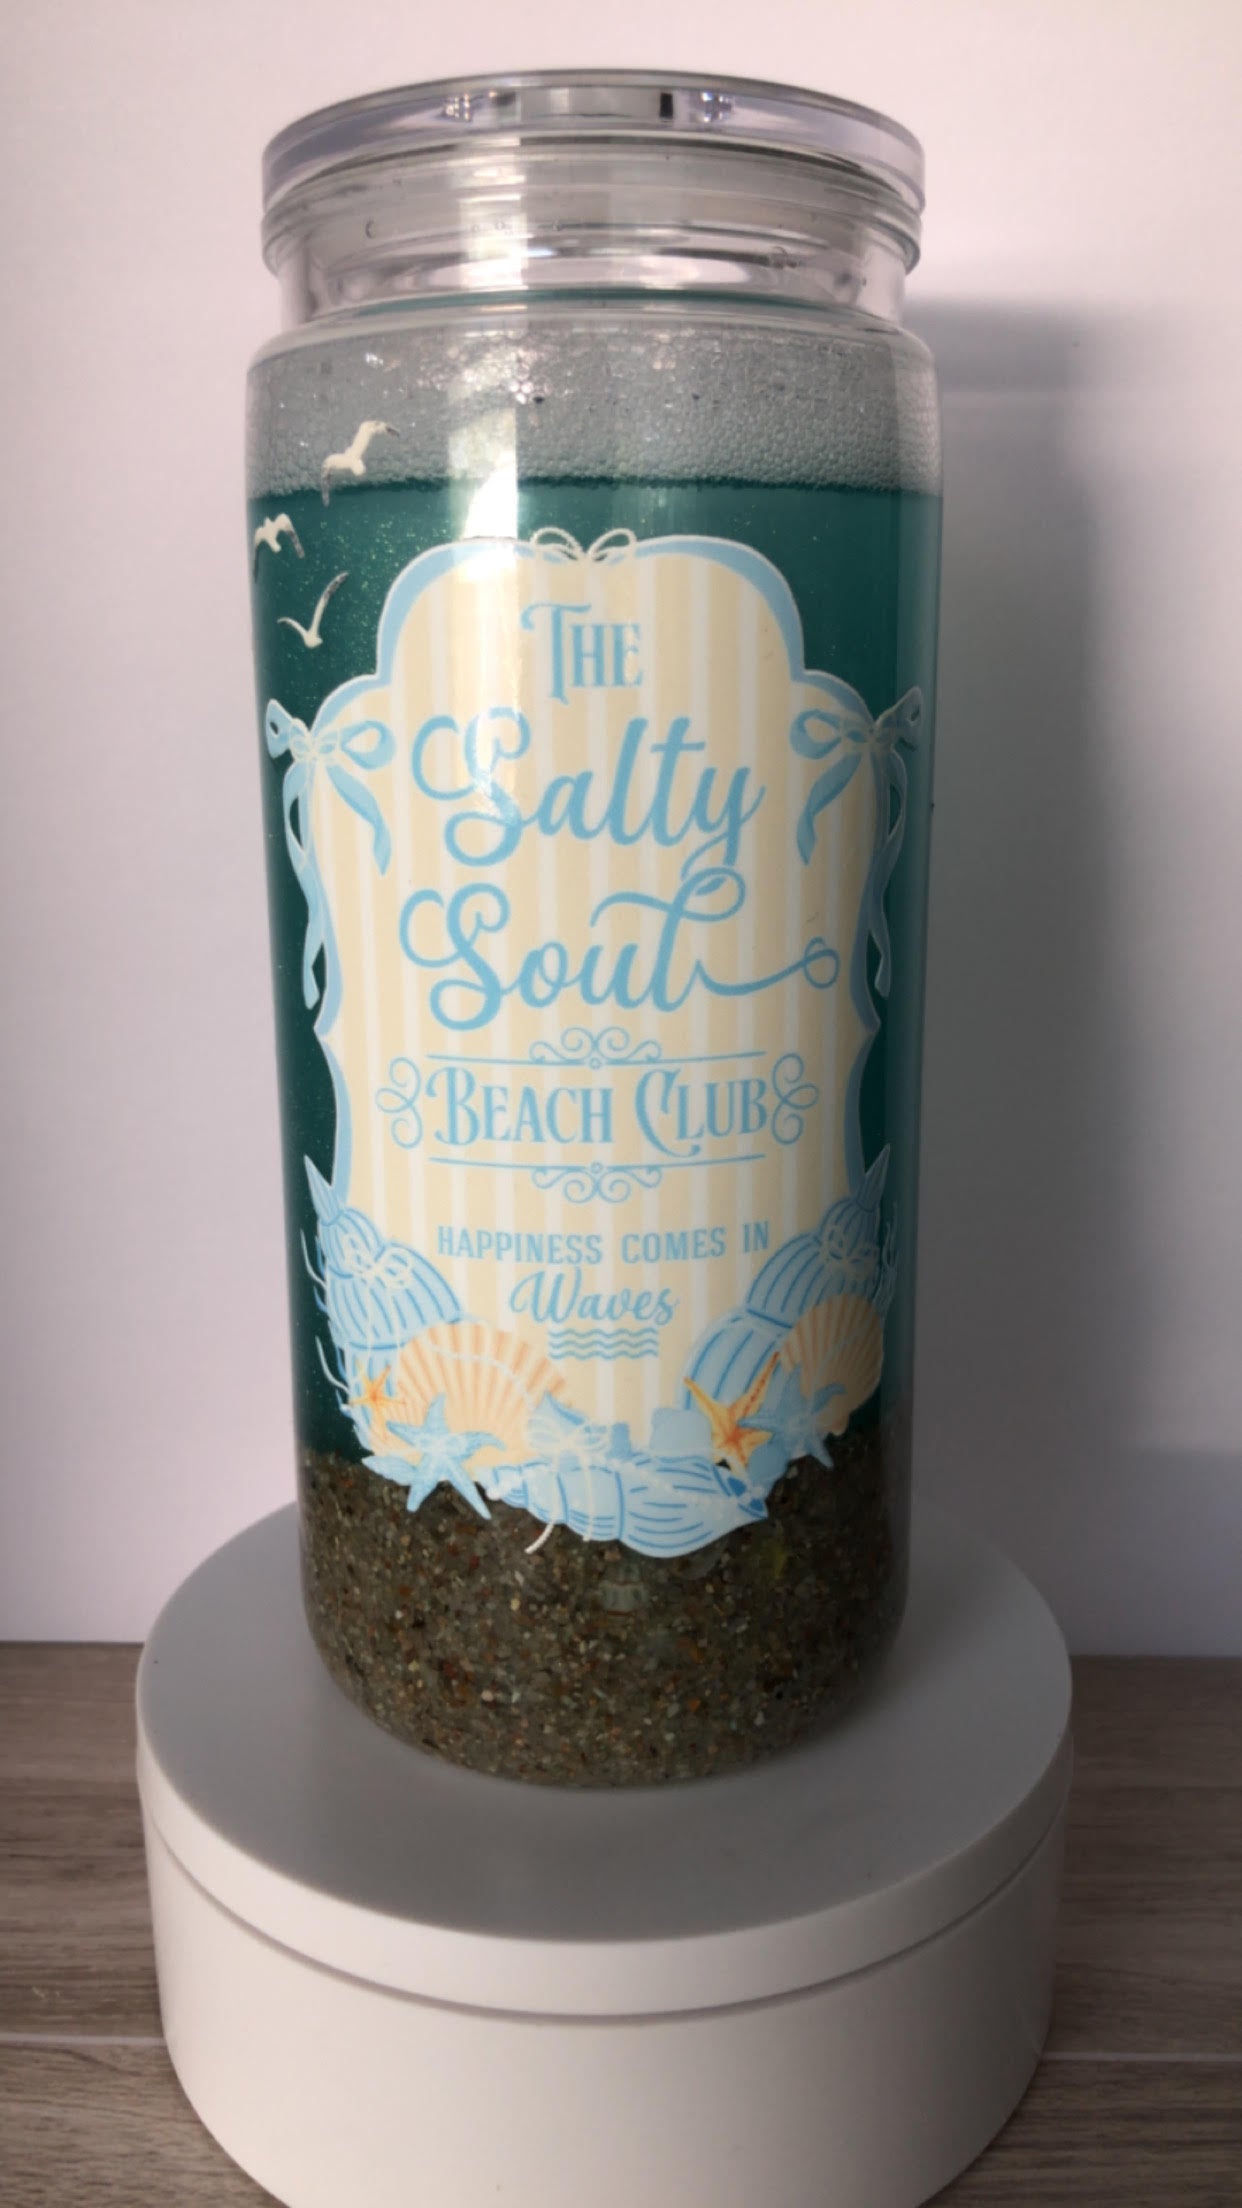 THE
Salty
Soul
BEACH CLUB
HAPPINESS COMES IN
Waves